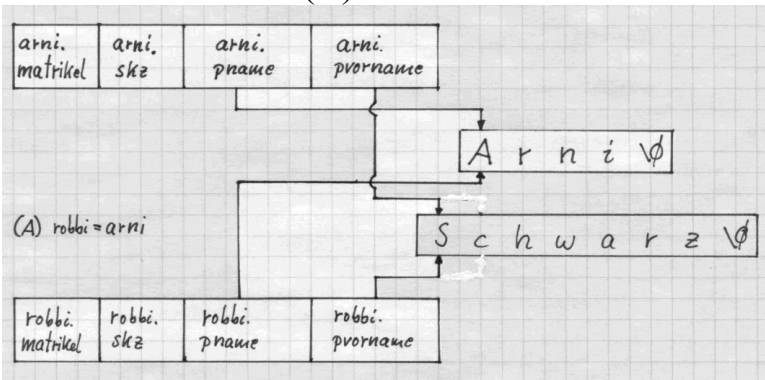 arni. arni. arni. arni.
matrikel skz pname pvorname
A r n i \0
(A) robbi = arni
S c h w a r z \0
robbi. robbi. robbi. robbi.
matrikel skz pname pvorname